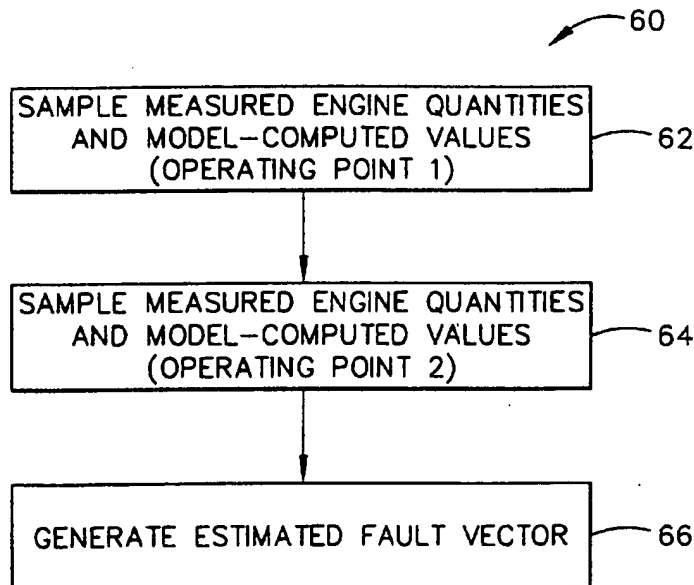 60
SAMPLE MEASURED ENGINE QUANTITIES
AND MODEL-COMPUTED VALUES
(OPERATING POINT 1)
62
SAMPLE MEASURED ENGINE QUANTITIES
AND MODEL-COMPUTED VALUES
(OPERATING POINT 2)
64
GENERATE ESTIMATED FAULT VECTOR
66